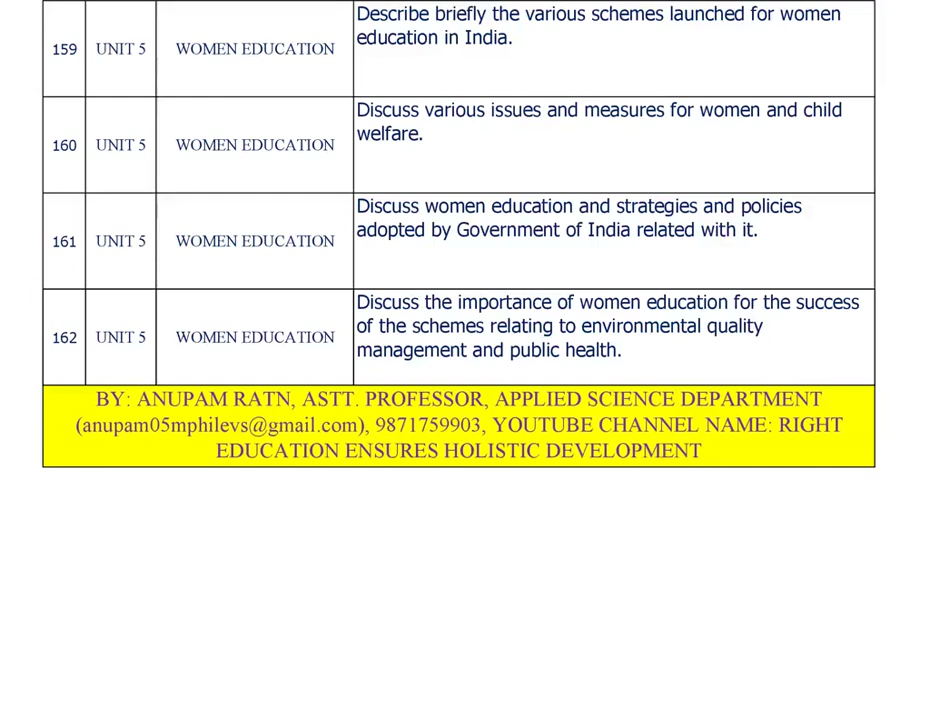 159 UNIT 5 WOMEN EDUCATION Describe briefly the various schemes launched for women
education in India.
160 UNIT 5 WOMEN EDUCATION Discuss various issues and measures for women and child
welfare.
161 UNIT 5 WOMEN EDUCATION Discuss women education and strategies and policies
adopted by Government of India related with it.
162 UNIT 5 WOMEN EDUCATION Discuss the importance of women education for the success
of the schemes relating to environmental quality
management and public health.
BY: ANUPAM RATN, ASTT. PROFESSOR, APPLIED SCIENCE DEPARTMENT
(anupam05mphilevs@gmail.com), 9871759903, YOUTUBE CHANNEL NAME: RIGHT
EDUCATION ENSURES HOLISTIC DEVELOPMENT